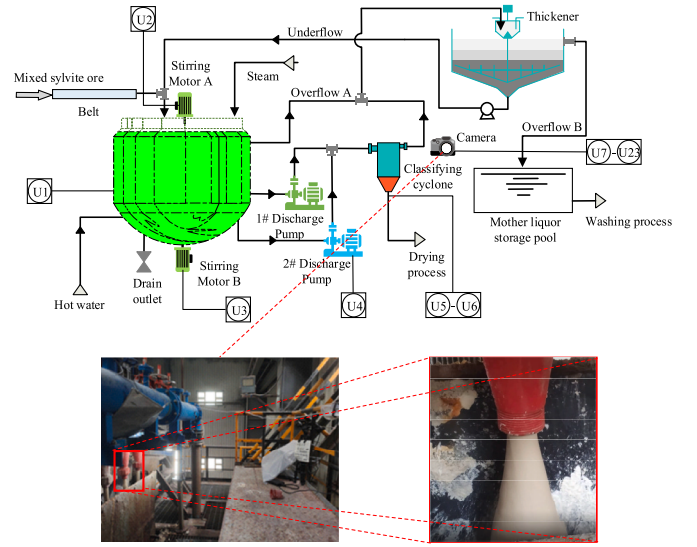 U2
Thickener
Underflow
Stirring
Motor A
Mixed sylvite ore
Steam
Belt
Overflow A
Camera
Overflow B
U7-U23
Classifying
cyclone
U1
1# Discharge
Pump
Mother liquor
storage pool
Washing process
Stirring
Motor B
2# Discharge
Pump
Drying
process
Drain
outlet
Hot water
U3
U4
U5-U6